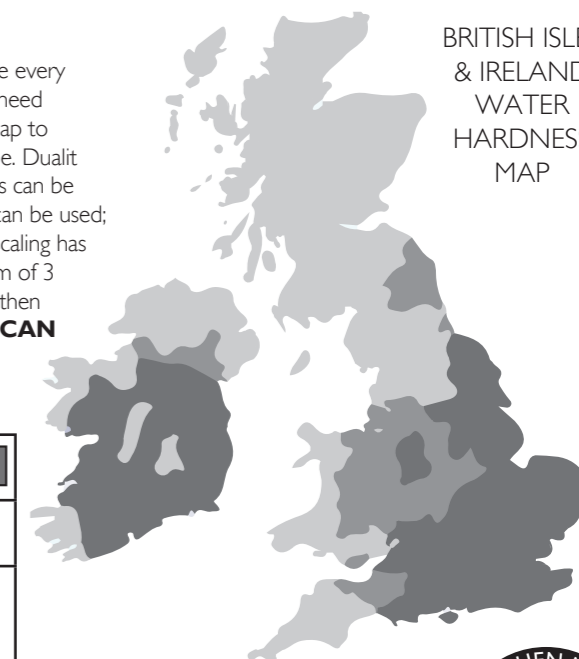 e every
need
ap to
e. Dualit
s can be
can be used;
caling has
m of 3
then
CAN
BRITISH ISLE
& IRELAND
WATER
HARDNES
MAP
HEN